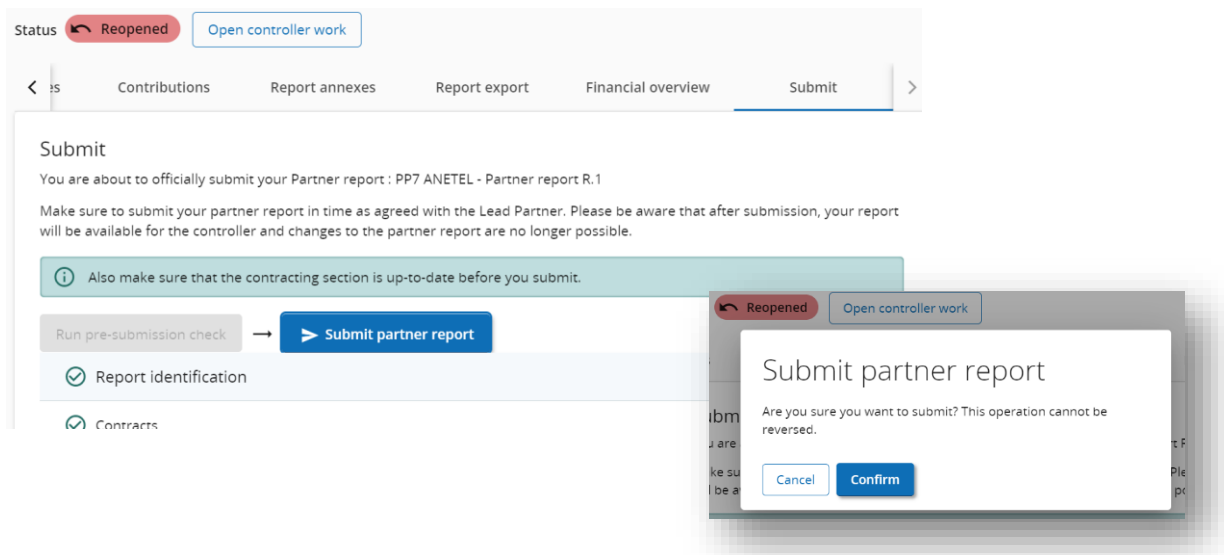 Status Reopened Open controller work
es Contributions Report annexes Report export Financial overview Submit
Submit
You are about to officially submit your Partner report : PP7 ANETEL - Partner report R.1
Make sure to submit your partner report in time as agreed with the Lead Partner. Please be aware that after submission, your report
will be available for the controller and changes to the partner report are no longer possible.
Also make sure that the contracting section is up-to-date before you submit.
Run pre-submission check → Submit partner report
Report identification
Contracts
Reopened Open controller work
Submit partner report
Are you sure you want to submit? This operation cannot be
reversed.
Cancel Confirm